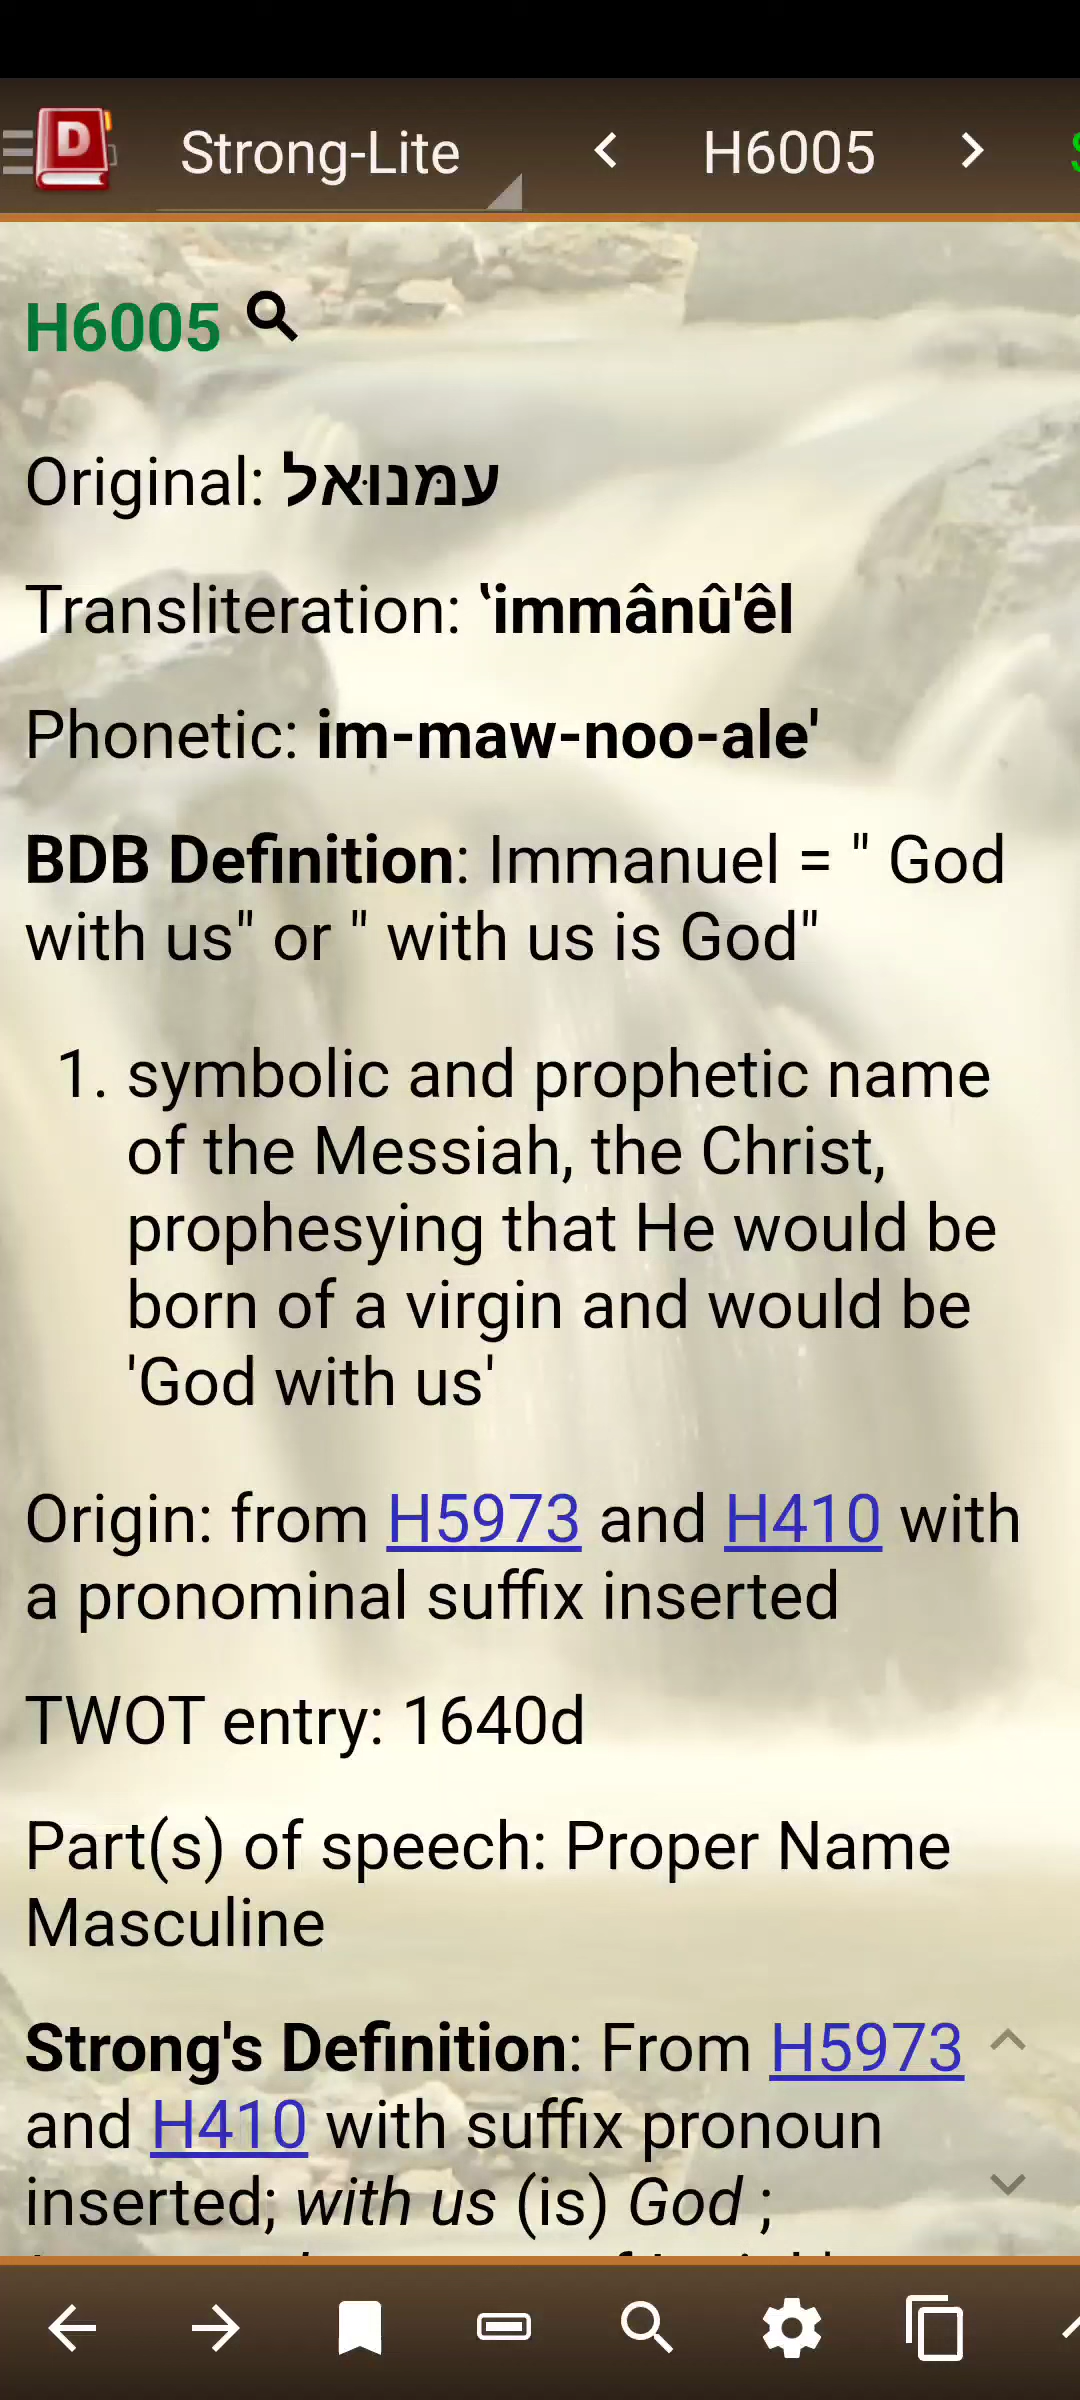 D
Strong-Lite
H6005
H6005
Original: עמּנוּאל
Transliteration: ‛immânû'êl
Phonetic: im-maw-noo-ale'
BDB Definition: Immanuel = " God
with us" or " with us is God"
1. symbolic and prophetic name
of the Messiah, the Christ,
prophesying that He would be
born of a virgin and would be
'God with us'
Origin: from H5973 and H410 with
a pronominal suffix inserted
TWOT entry: 1640d
Part(s) of speech: Proper Name
Masculine
Strong's Definition: From H5973
and H410 with suffix pronoun
inserted; with us (is) God ;